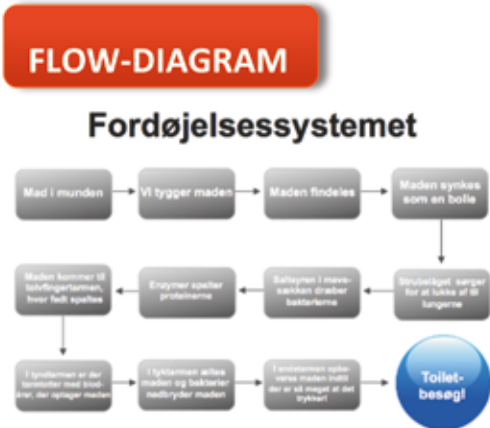 FLOW-DIAGRAM
Fordøjelsessystemet
Mad i munden
Vi tygger maden
Maden findeles
Maden synkes
som en bolle
Strubelåget sørger
for at lukke af til
lungerne
Saltsyren i mave-
sækken dræber
bakterierne
Enzymer spalter
proteinerne
Maden kommer til
tolvfingertarmen,
hvor fedt spaltes
I tyndtarmen er der
tarmtotter med blod-
årer, der optager maden
I tyktarmen æltes
maden og bakterier
nedbryder maden
I endetarmen opbe-
vares maden indtil
der er så meget at det
trykker!
Toilet-
besøg!